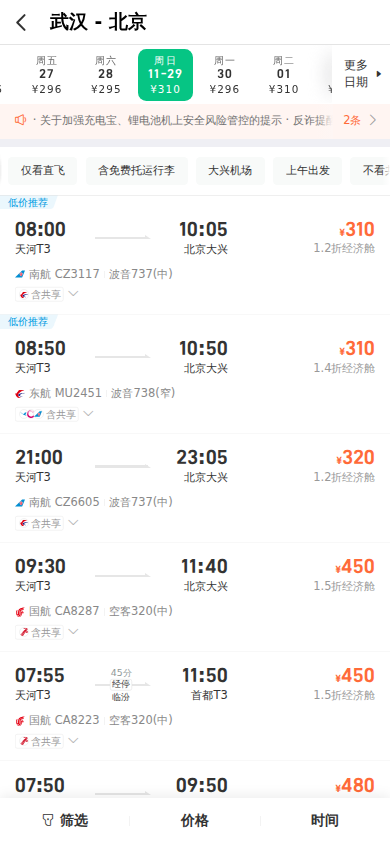 武汉 - 北京
周五
27
¥296
周六
28
¥295
周日
11-29
¥310
周一
30
¥296
周二
01
¥310
更多
日期
· 关于加强充电宝、锂电池机上安全风险管控的提示 · 反诈提
2条
仅看直飞
含免费托运行李
大兴机场
上午出发
不看
低价推荐
08:00
10:05
¥310
天河T3
北京大兴
1.2折经济舱
南航 CZ3117
波音737(中)
含共享
低价推荐
08:50
10:50
¥310
天河T3
北京大兴
1.4折经济舱
东航 MU2451
波音738(窄)
含共享
21:00
23:05
¥320
天河T3
北京大兴
1.2折经济舱
南航 CZ6605
波音737(中)
含共享
09:30
11:40
¥450
天河T3
北京大兴
1.5折经济舱
国航 CA8287
空客320(中)
含共享
07:55
45分
经停
临汾
11:50
¥450
天河T3
首都T3
1.5折经济舱
国航 CA8223
空客320(中)
含共享
07:50
09:50
¥480
筛选
价格
时间